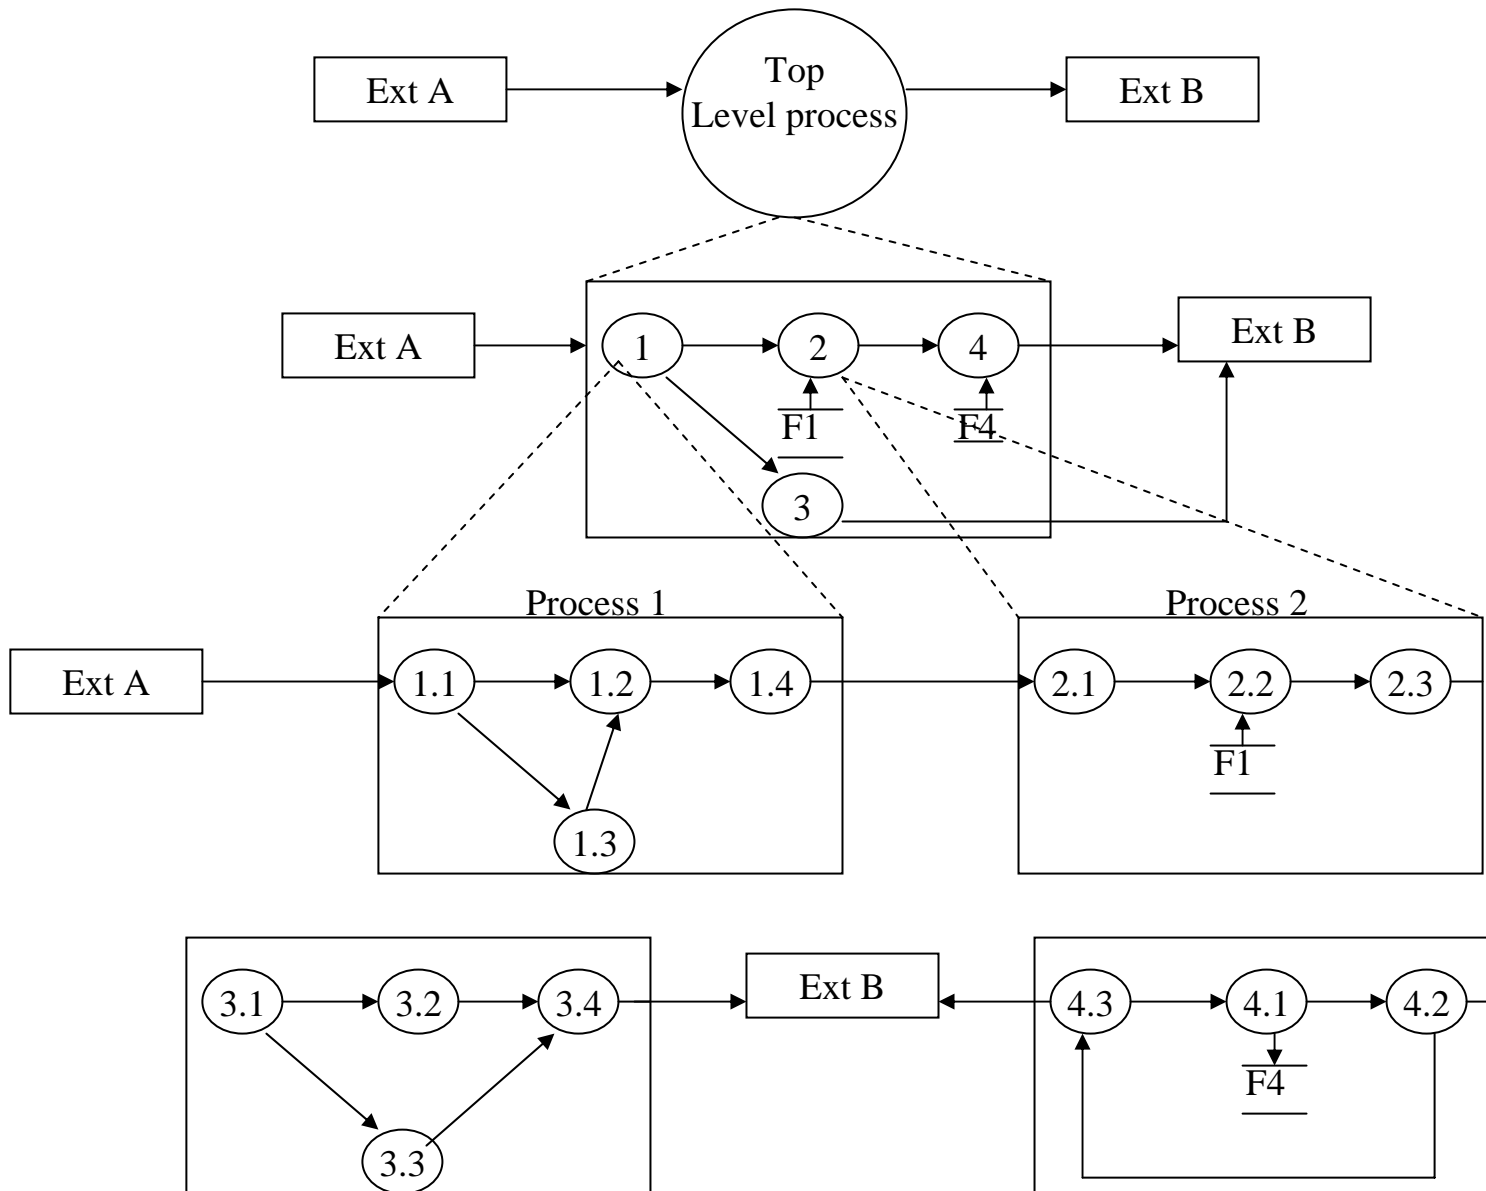 Top
Level process
Ext A
Ext B
Ext A
1
2
4
Ext B
F1
F4
3
Process 1
Process 2
Ext A
1.1
1.2
1.4
2.1
2.2
2.3
F1
1.3
3.1
3.2
3.4
Ext B
4.3
4.1
4.2
F4
3.3